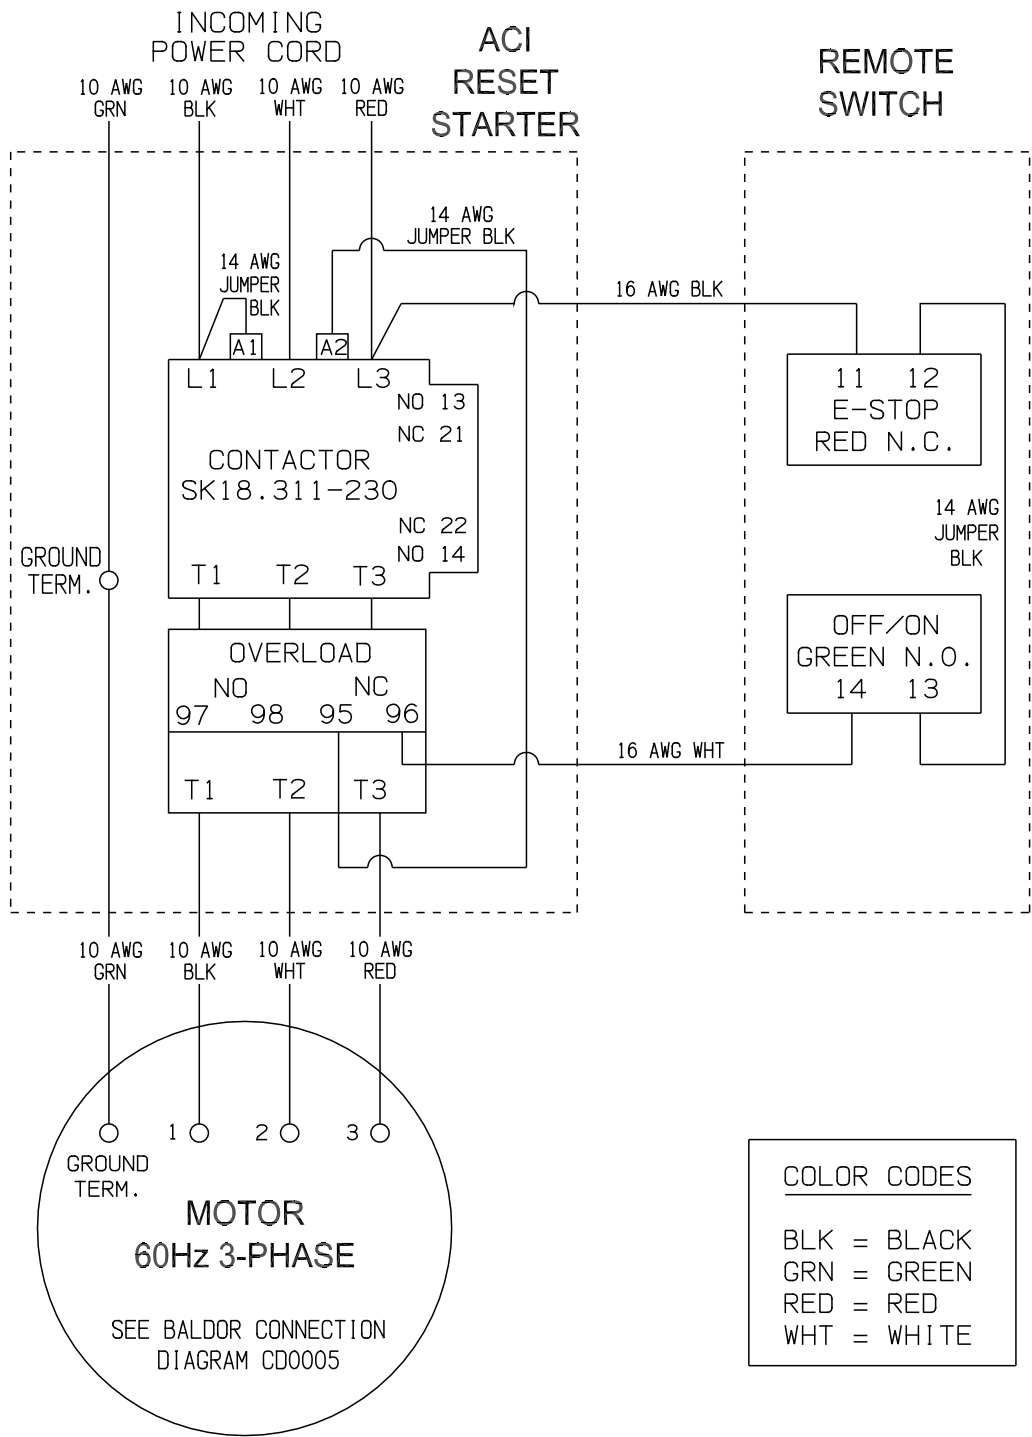 INCOMING
POWER CORD
ACI
RESET
STARTER
REMOTE
SWITCH
10 AWG
GRN
10 AWG
BLK
10 AWG
WHT
10 AWG
RED
14 AWG
JUMPER BLK
14 AWG
JUMPER
BLK
16 AWG BLK
A1
A2
L1
L2
L3
NO 13
NC 21
CONTACTOR
SK18.311-230
NC 22
NO 14
T1
T2
T3
11
12
E-STOP
RED N.C.
14 AWG
JUMPER
BLK
GROUND
TERM.
OVERLOAD
NO
NC
97
98
95
96
T1
T2
T3
OFF/ON
GREEN N.O.
14
13
16 AWG WHT
10 AWG
GRN
10 AWG
BLK
10 AWG
WHT
10 AWG
RED
1
2
3
GROUND
TERM.
MOTOR
60Hz 3-PHASE
SEE BALDOR CONNECTION
DIAGRAM CD0005
COLOR CODES
BLK = BLACK
GRN = GREEN
RED = RED
WHT = WHITE